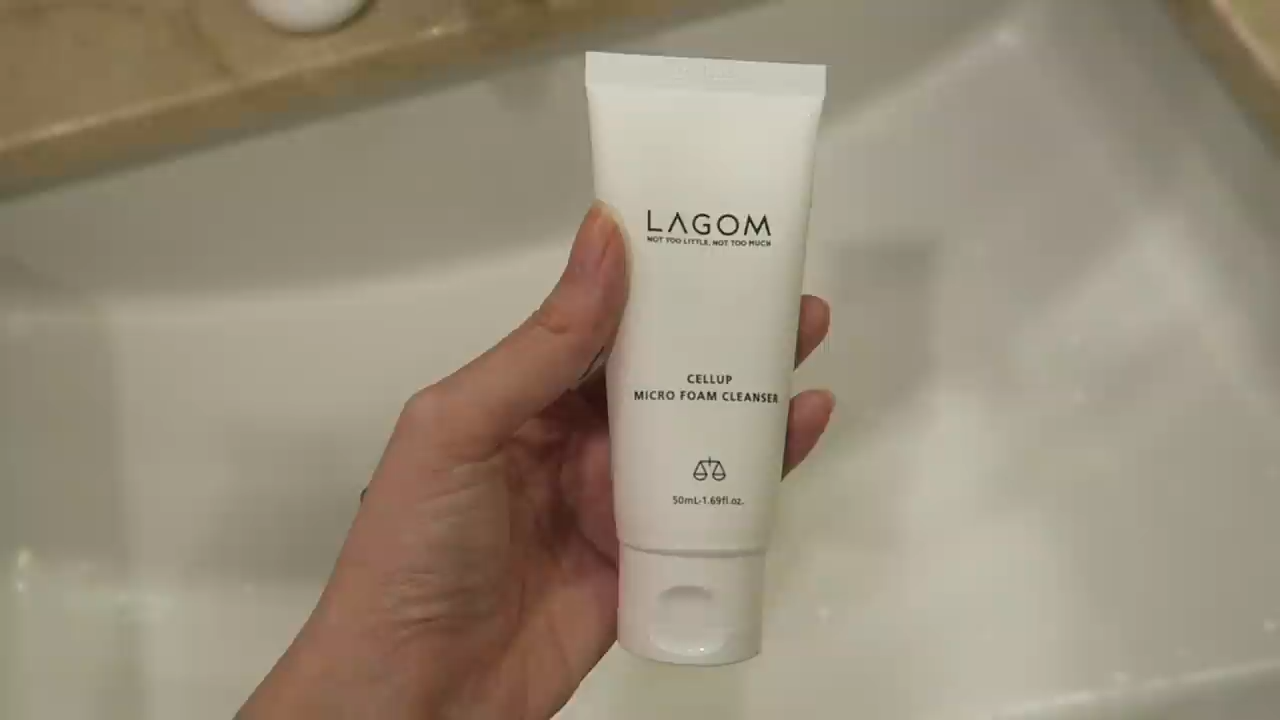 LAGOM
NOT TOO LITTLE, NOT TOO MUCH
CELLUP
MICRO FOAM CLEANSER
50mL·1.69fl.oz.